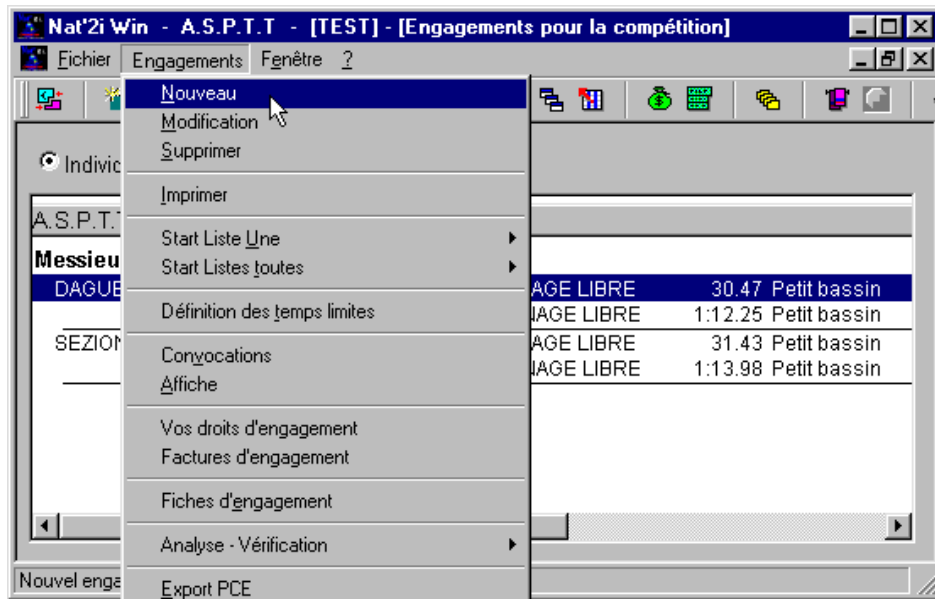 Nat'2i Win - A.S.P.T.T - [TEST] - [Engagements pour la compétition]
Fichier Engagements Fenêtre ?
Nouveau
Modification
Supprimer
Imprimer
Start Liste Une
Start Listes toutes
Définition des temps limites
Convocations
Affiche
Vos droits d'engagement
Factures d'engagement
Fiches d'engagement
Analyse - Vérification
Export PCE
Individ
A.S.P.T.
Messieu
DAGUE AGE LIBRE 30.47 Petit bassin
NAGE LIBRE 1:12.25 Petit bassin
SEZION AGE LIBRE 31.43 Petit bassin
NAGE LIBRE 1:13.98 Petit bassin
Nouvel enga